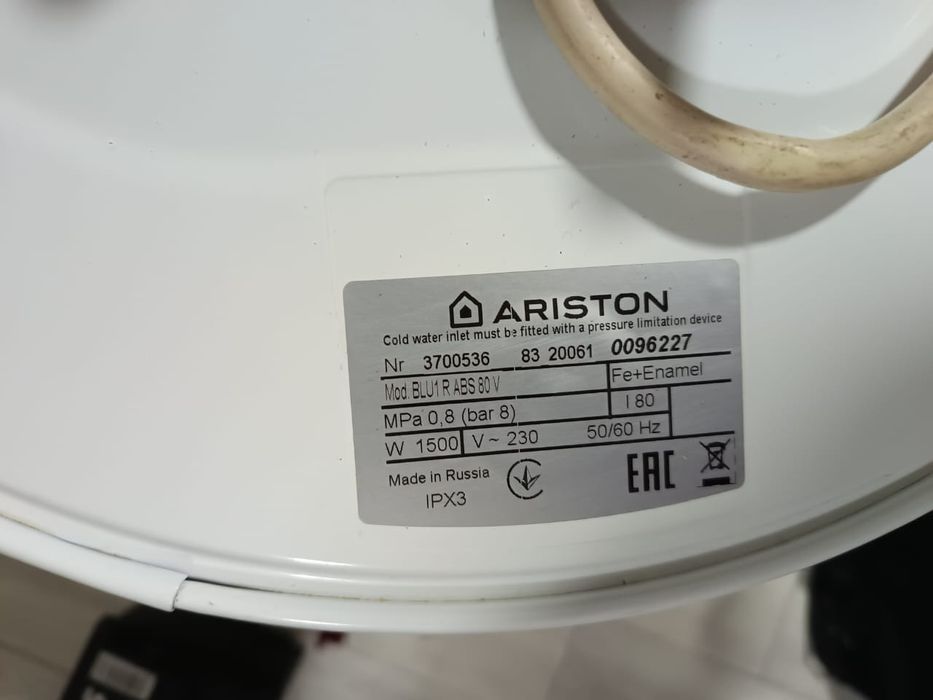 ARISTON
Cold water inlet must be fitted with a pressure limitation device
Nr 3700536 83 20061 0096227
Mod. BLU1 R ABS 80 V Fe+Enamel
MPa 0,8 (bar 8) l 80
W 1500 V ~ 230 50/60 Hz
Made in Russia
IPX3
EAC